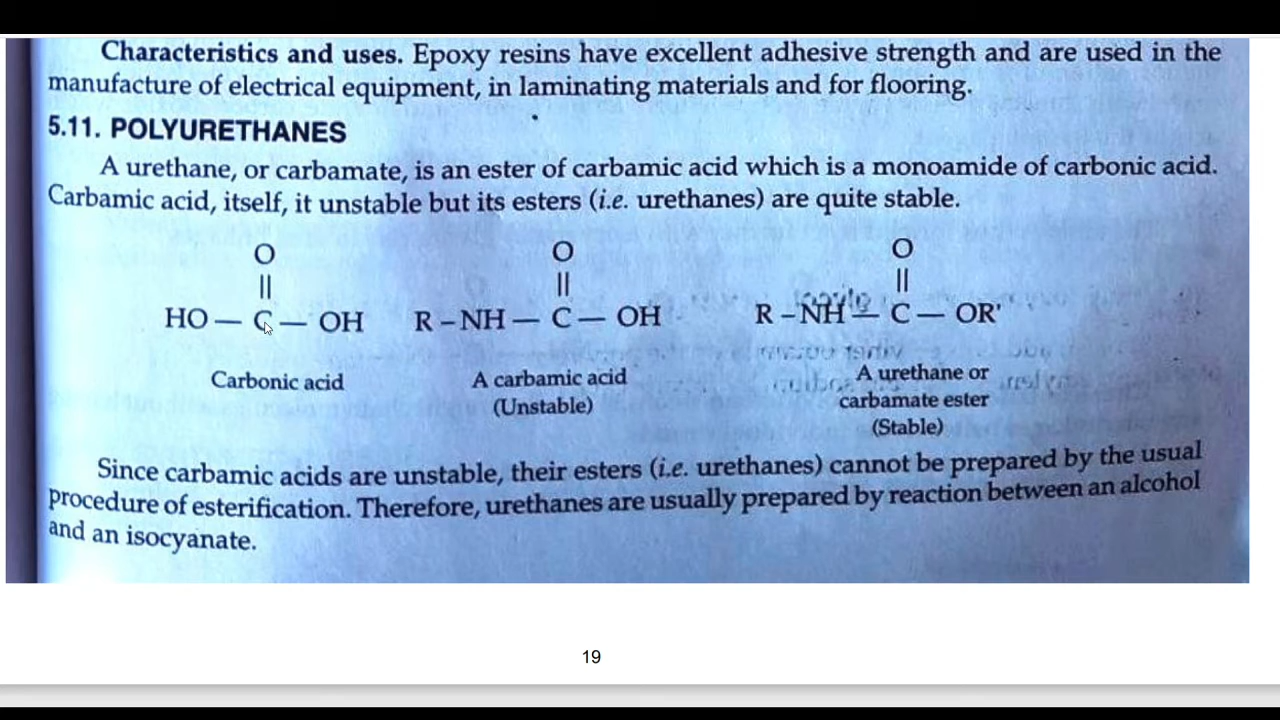 Characteristics and uses. Epoxy resins have excellent adhesive strength and are used in the
manufacture of electrical equipment, in laminating materials and for flooring.
5.11. POLYURETHANES
A urethane, or carbamate, is an ester of carbamic acid which is a monoamide of carbonic acid.
Carbamic acid, itself, it unstable but its esters (i.e. urethanes) are quite stable.
O O O
|| || ||
HO — C — OH R – NH — C — OH R – NH — C — OR'
Carbonic acid A carbamic acid A urethane or
(Unstable) carbamate ester
(Stable)
Since carbamic acids are unstable, their esters (i.e. urethanes) cannot be prepared by the usual
procedure of esterification. Therefore, urethanes are usually prepared by reaction between an alcohol
and an isocyanate.
19